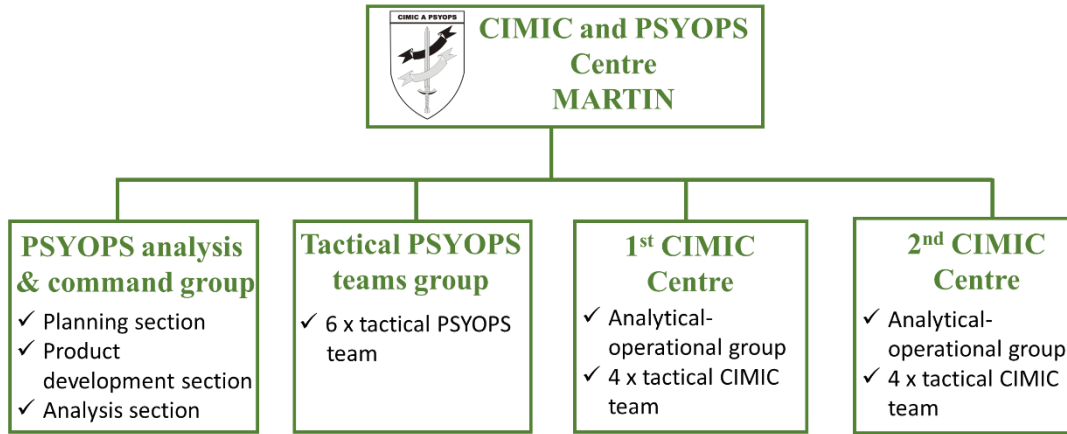 CIMIC A PSYOPS
CIMIC and PSYOPS
Centre
MARTIN
PSYOPS analysis
& command group
✓ Planning section
✓ Product
development section
✓ Analysis section
Tactical PSYOPS
teams group
✓ 6 x tactical PSYOPS
team
1st CIMIC
Centre
✓ Analytical-
operational group
✓ 4 x tactical CIMIC
team
2nd CIMIC
Centre
✓ Analytical-
operational group
✓ 4 x tactical CIMIC
team